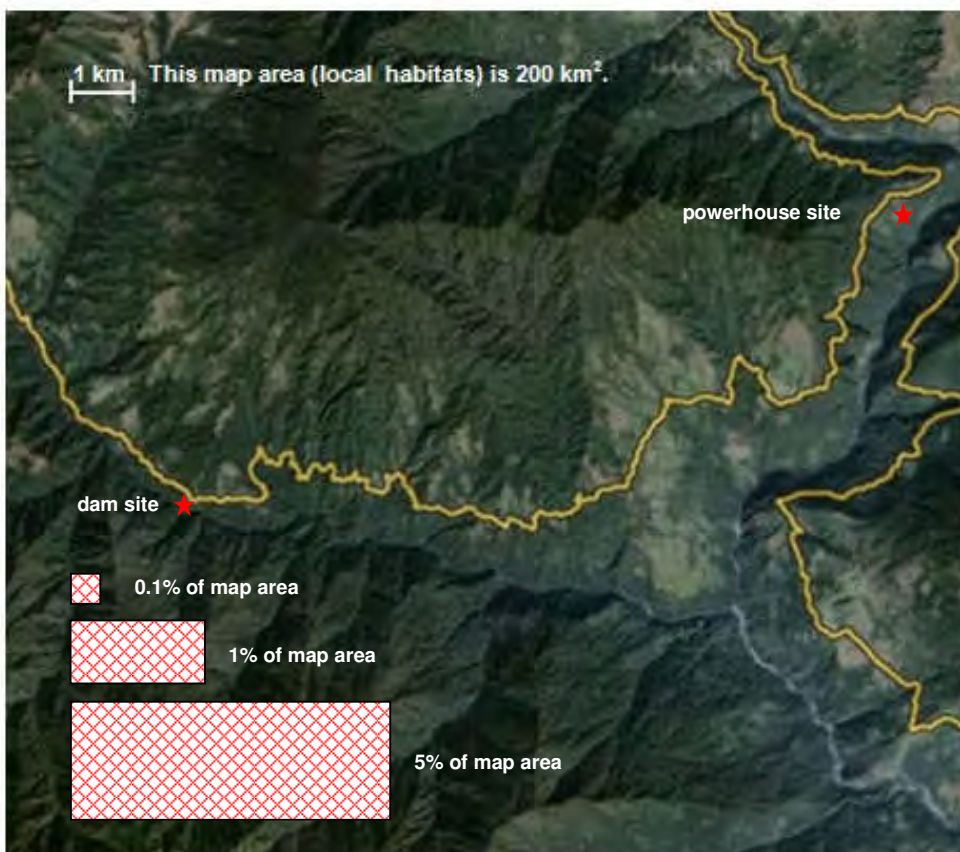 1 km This map area (local habitats) is 200 km².
powerhouse site
dam site
0.1% of map area
1% of map area
5% of map area